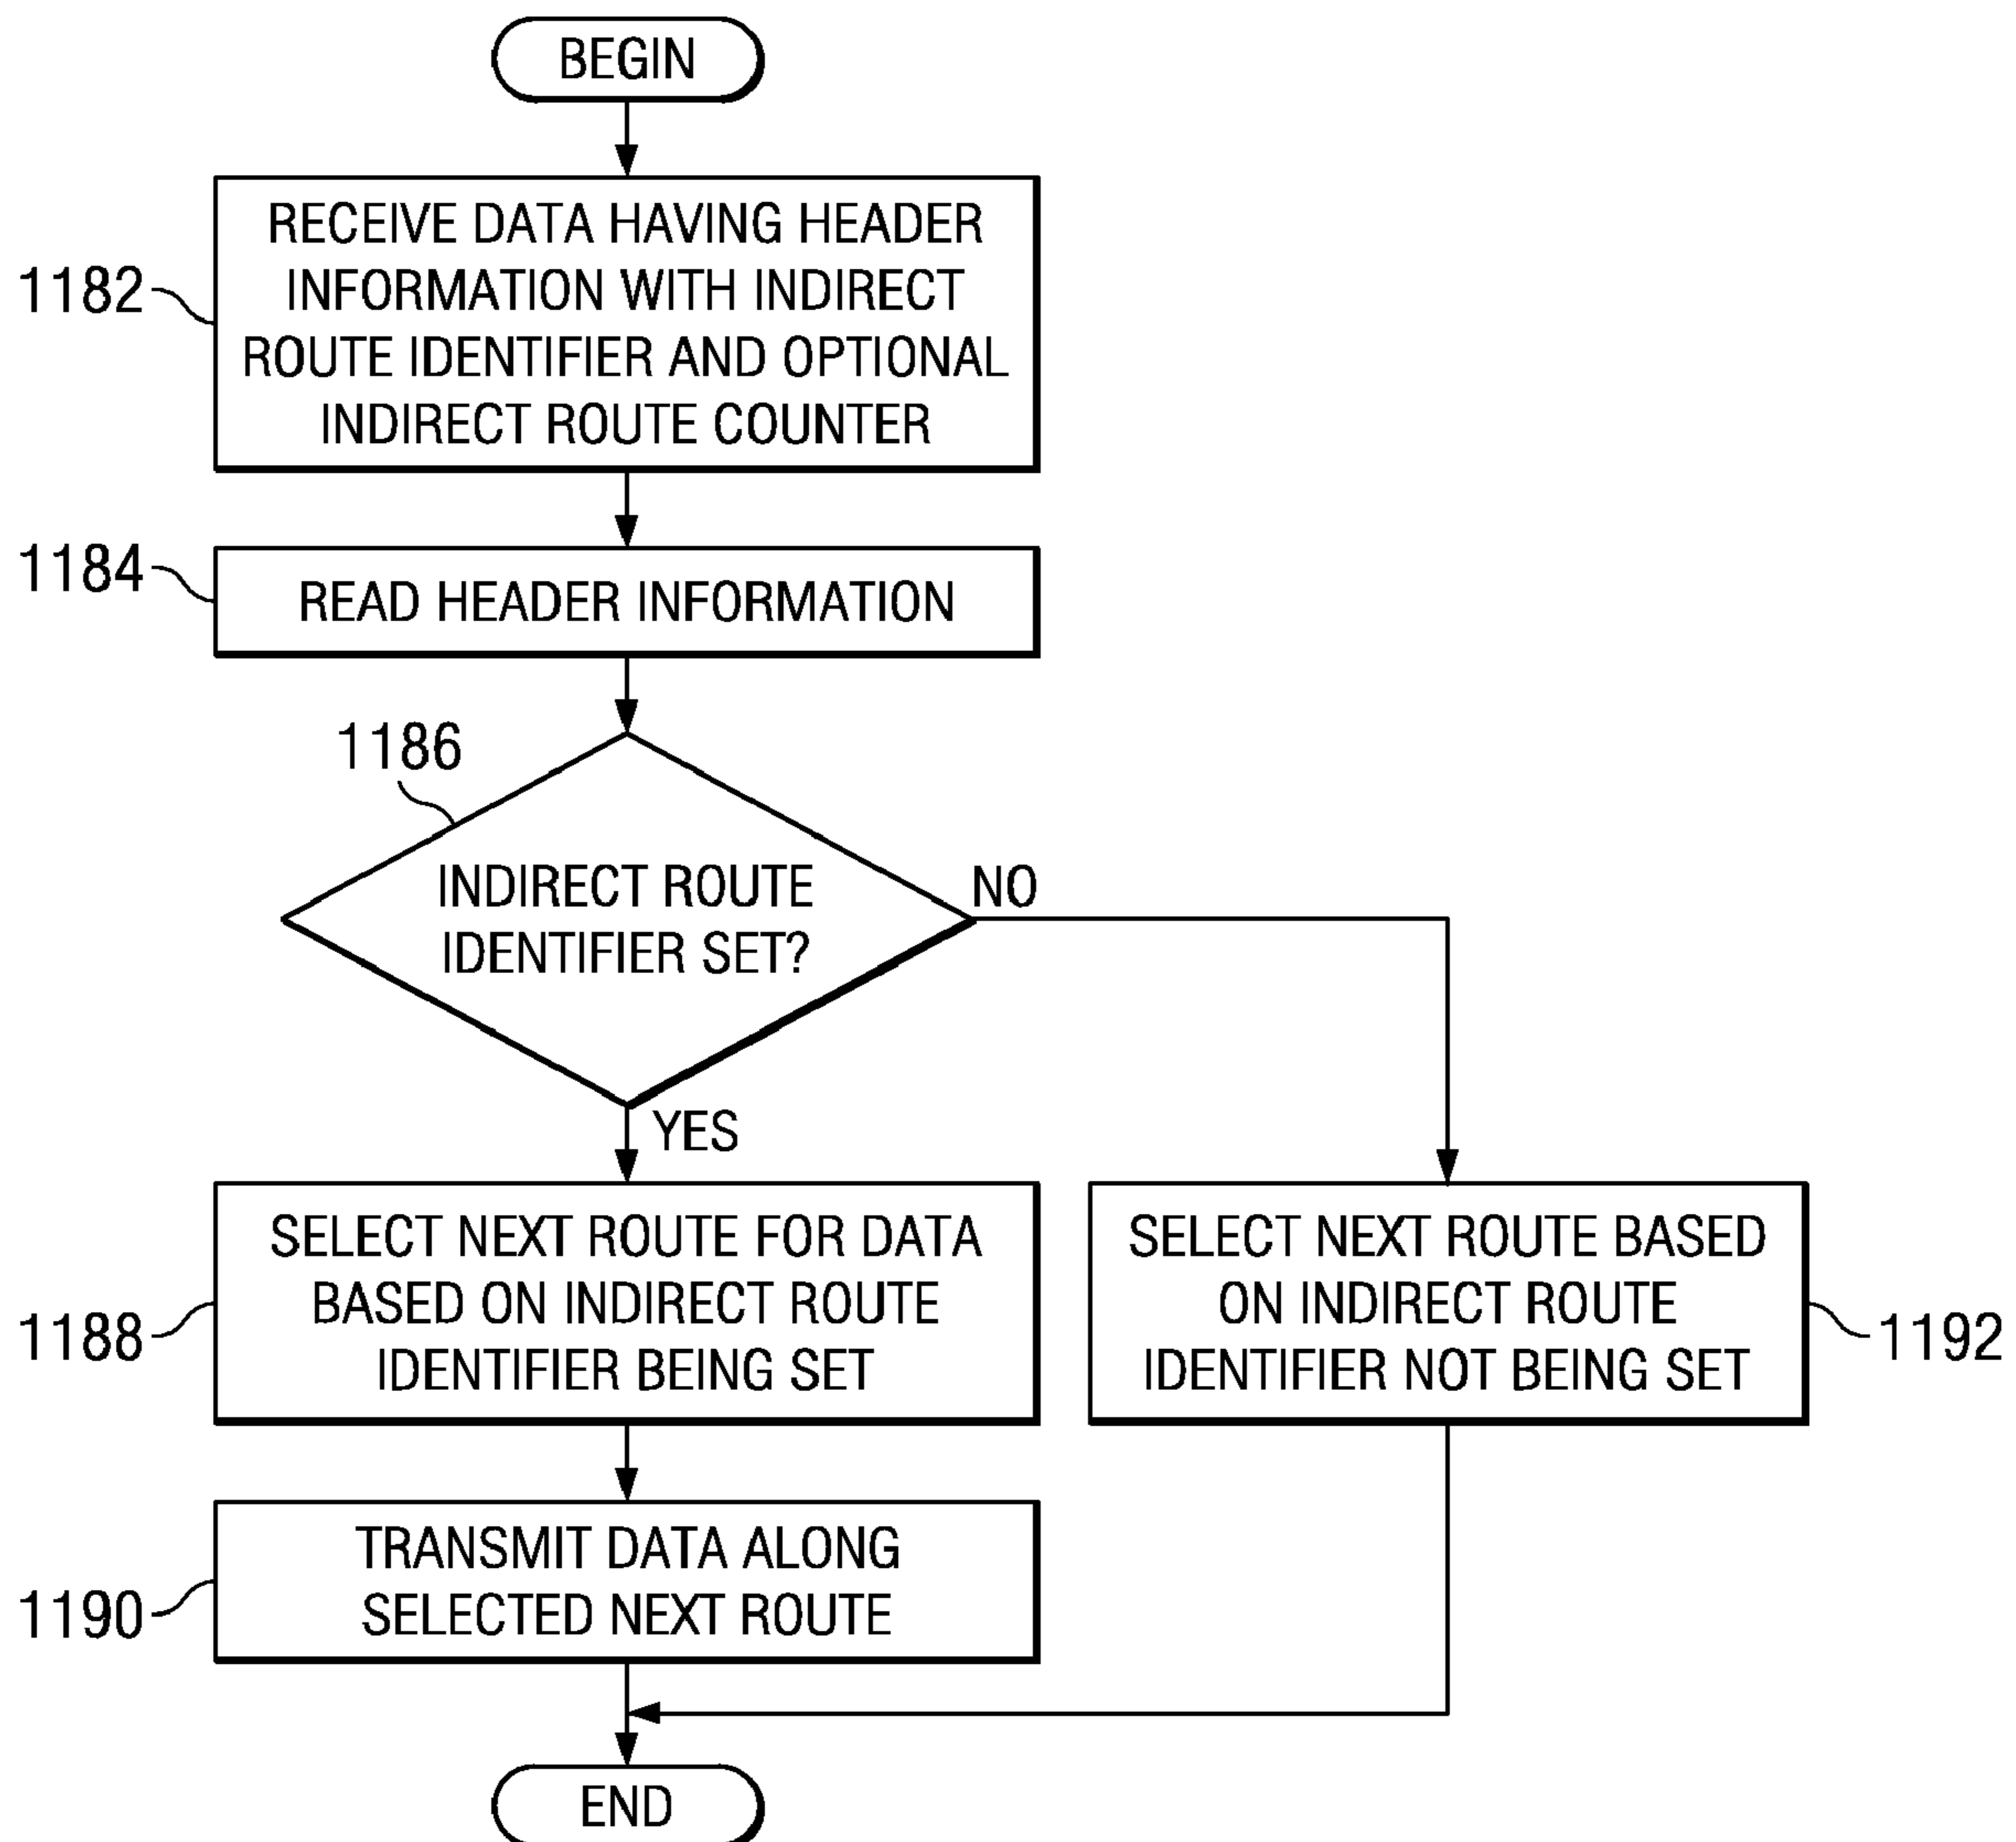 BEGIN
1182
RECEIVE DATA HAVING HEADER
INFORMATION WITH INDIRECT
ROUTE IDENTIFIER AND OPTIONAL
INDIRECT ROUTE COUNTER
1184
READ HEADER INFORMATION
1186
INDIRECT ROUTE
IDENTIFIER SET?
NO
YES
1188
SELECT NEXT ROUTE FOR DATA
BASED ON INDIRECT ROUTE
IDENTIFIER BEING SET
SELECT NEXT ROUTE BASED
ON INDIRECT ROUTE
IDENTIFIER NOT BEING SET
1192
1190
TRANSMIT DATA ALONG
SELECTED NEXT ROUTE
END